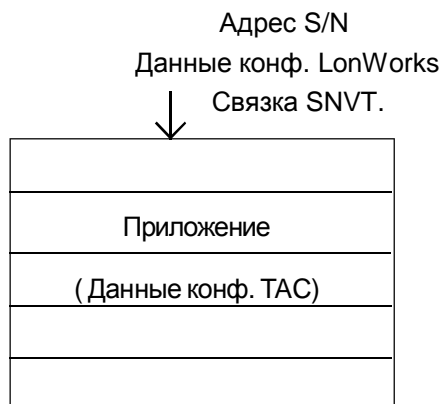 Адрес S/N
Данные конф. LonWorks
Связка SNVT.
Приложение
( Данные конф. TAC)